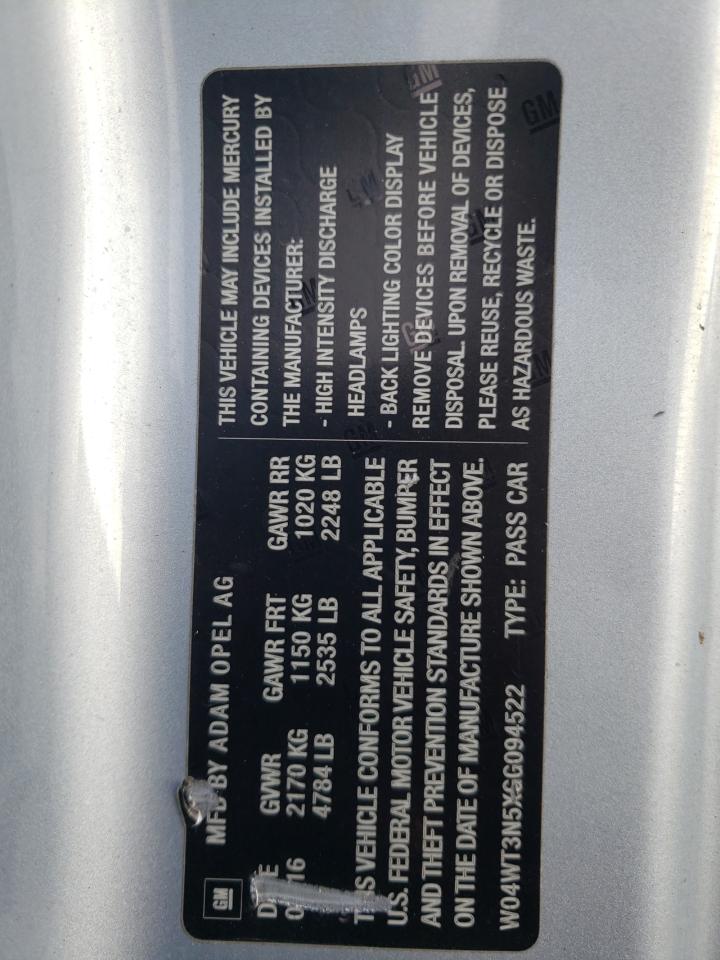 GM
MFD BY ADAM OPEL AG
DATE GVWR GAWR FRT GAWR RR
16 2170 KG 1150 KG 1020 KG
4784 LB 2535 LB 2248 LB
THIS VEHICLE CONFORMS TO ALL APPLICABLE
U.S. FEDERAL MOTOR VEHICLE SAFETY, BUMPER
AND THEFT PREVENTION STANDARDS IN EFFECT
ON THE DATE OF MANUFACTURE SHOWN ABOVE.
W04WT3N5XGG094522 TYPE: PASS CAR
THIS VEHICLE MAY INCLUDE MERCURY
CONTAINING DEVICES INSTALLED BY
THE MANUFACTURER:
- HIGH INTENSITY DISCHARGE
HEADLAMPS
- BACK LIGHTING COLOR DISPLAY
REMOVE DEVICES BEFORE VEHICLE
DISPOSAL. UPON REMOVAL OF DEVICES,
PLEASE REUSE, RECYCLE OR DISPOSE
AS HAZARDOUS WASTE.